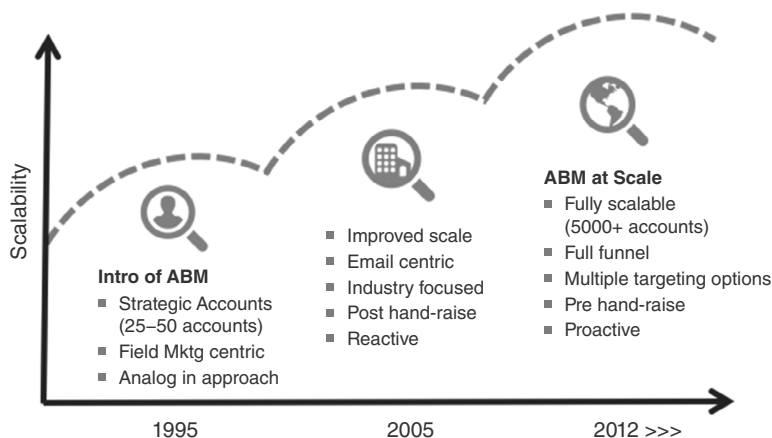 Scalability
Intro of ABM
■ Strategic Accounts
(25–50 accounts)
■ Field Mktg centric
■ Analog in approach
■ Improved scale
■ Email centric
■ Industry focused
■ Post hand-raise
■ Reactive
ABM at Scale
■ Fully scalable
(5000+ accounts)
■ Full funnel
■ Multiple targeting options
■ Pre hand-raise
■ Proactive
1995
2005
2012 >>>